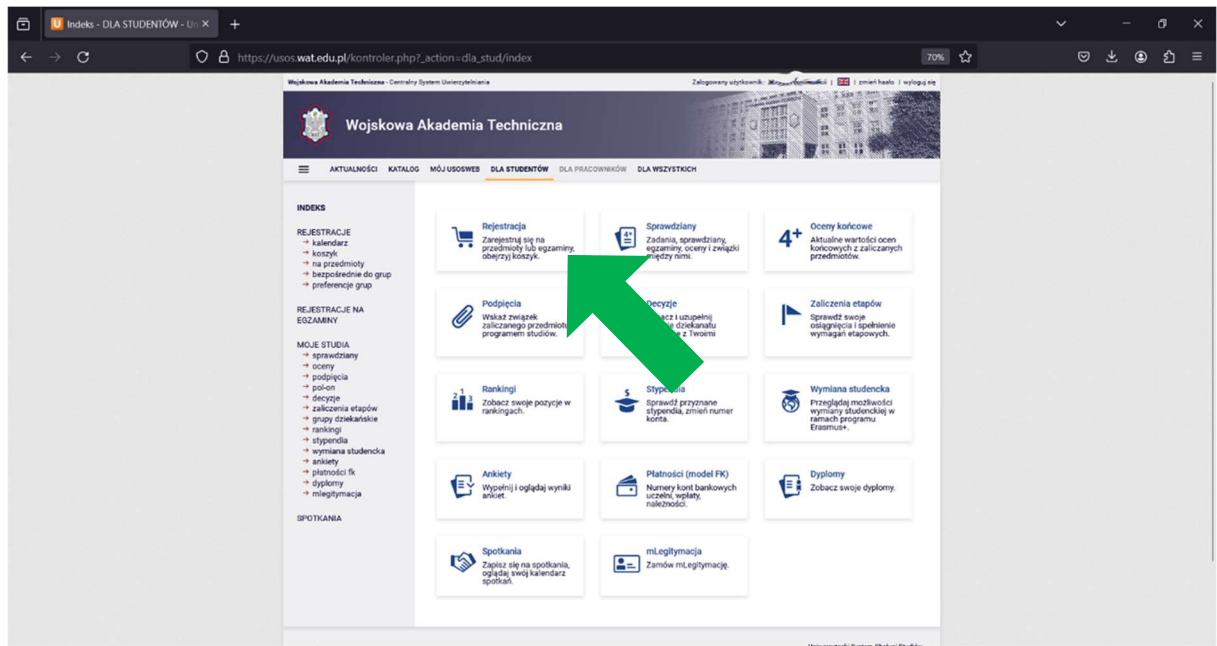 Indeks - DLA STUDENTÓW - Un
https://usos.wat.edu.pl/kontroler.php?_action=dla_stud/index
70%
Wojskowa Akademia Techniczna - Centralny System Uwierzytelniania
Zalogowany użytkownik:
| zmień hasło | wyloguj się
Wojskowa Akademia Techniczna
AKTUALNOŚCI KATALOG MÓJ USOSWEB DLA STUDENTÓW DLA PRACOWNIKÓW DLA WSZYSTKICH
INDEKS
REJESTRACJE
→ kalendarz
→ koszyk
→ na przedmioty
→ bezpośrednie do grup
→ preferencje grup
REJESTRACJE NA
EGZAMINY
MOJE STUDIA
→ sprawdziany
→ oceny
→ podpięcia
→ pol-on
→ decyzje
→ zaliczenia etapów
→ grupy dziekańskie
→ rankingi
→ stypendia
→ wymiana studencka
→ ankiety
→ płatności fk
→ dyplomy
→ mlegitymacja
SPOTKANIA
Rejestracja
Zarejestruj się na
przedmioty lub egzaminy,
obejrzyj koszyk.
Sprawdziany
Zadania, sprawdziany,
egzaminy, oceny i związki
między nimi.
4+
Oceny końcowe
Aktualne wartości ocen
końcowych z zaliczanych
przedmiotów.
Podpięcia
Wskaż związek
zaliczanego przedmiotu
programem studiów.
Decyzje
i uzupełnij
dziekanatu
z Twoimi
Zaliczenia etapów
Sprawdź swoje
osiągnięcia i spełnienie
wymagań etapowych.
2 1 3
Rankingi
Zobacz swoje pozycje w
rankingach.
$
Stypendia
Sprawdź przyznane
stypendia, zmień numer
konta.
Wymiana studencka
Przeglądaj możliwości
wymiany studenckiej w
ramach programu
Erasmus+.
Ankiety
Wypełnij i oglądaj wyniki
ankiet.
Płatności (model FK)
Numery kont bankowych
uczelni, wpłaty,
należności.
Dyplomy
Zobacz swoje dyplomy.
Spotkania
Zapisz się na spotkania,
oglądaj swój kalendarz
spotkań.
mLegitymacja
Zamów mLegitymację.